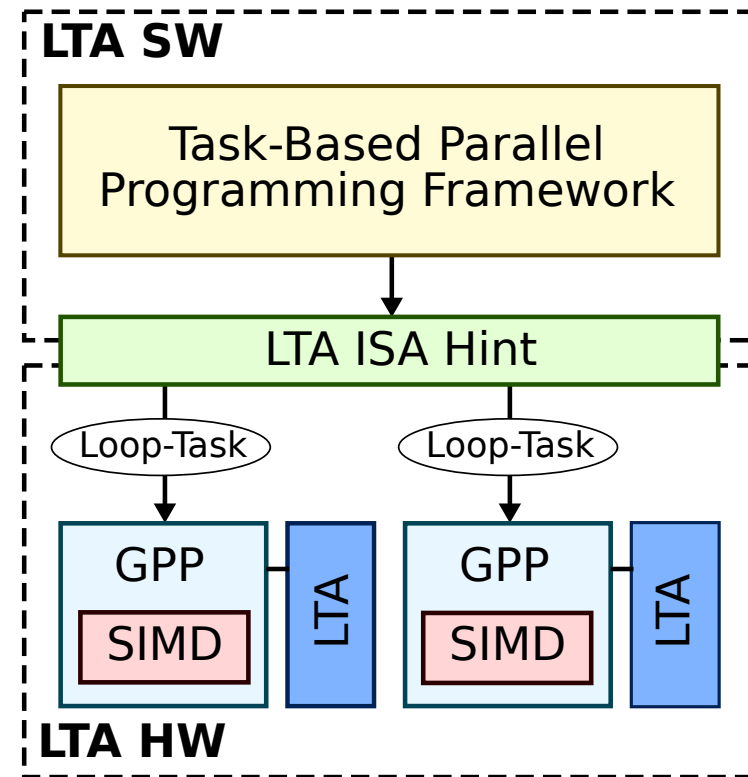 LTA SW
Task-Based Parallel
Programming Framework
LTA ISA Hint
Loop-Task
Loop-Task
GPP
SIMD
LTA
GPP
SIMD
LTA
LTA HW